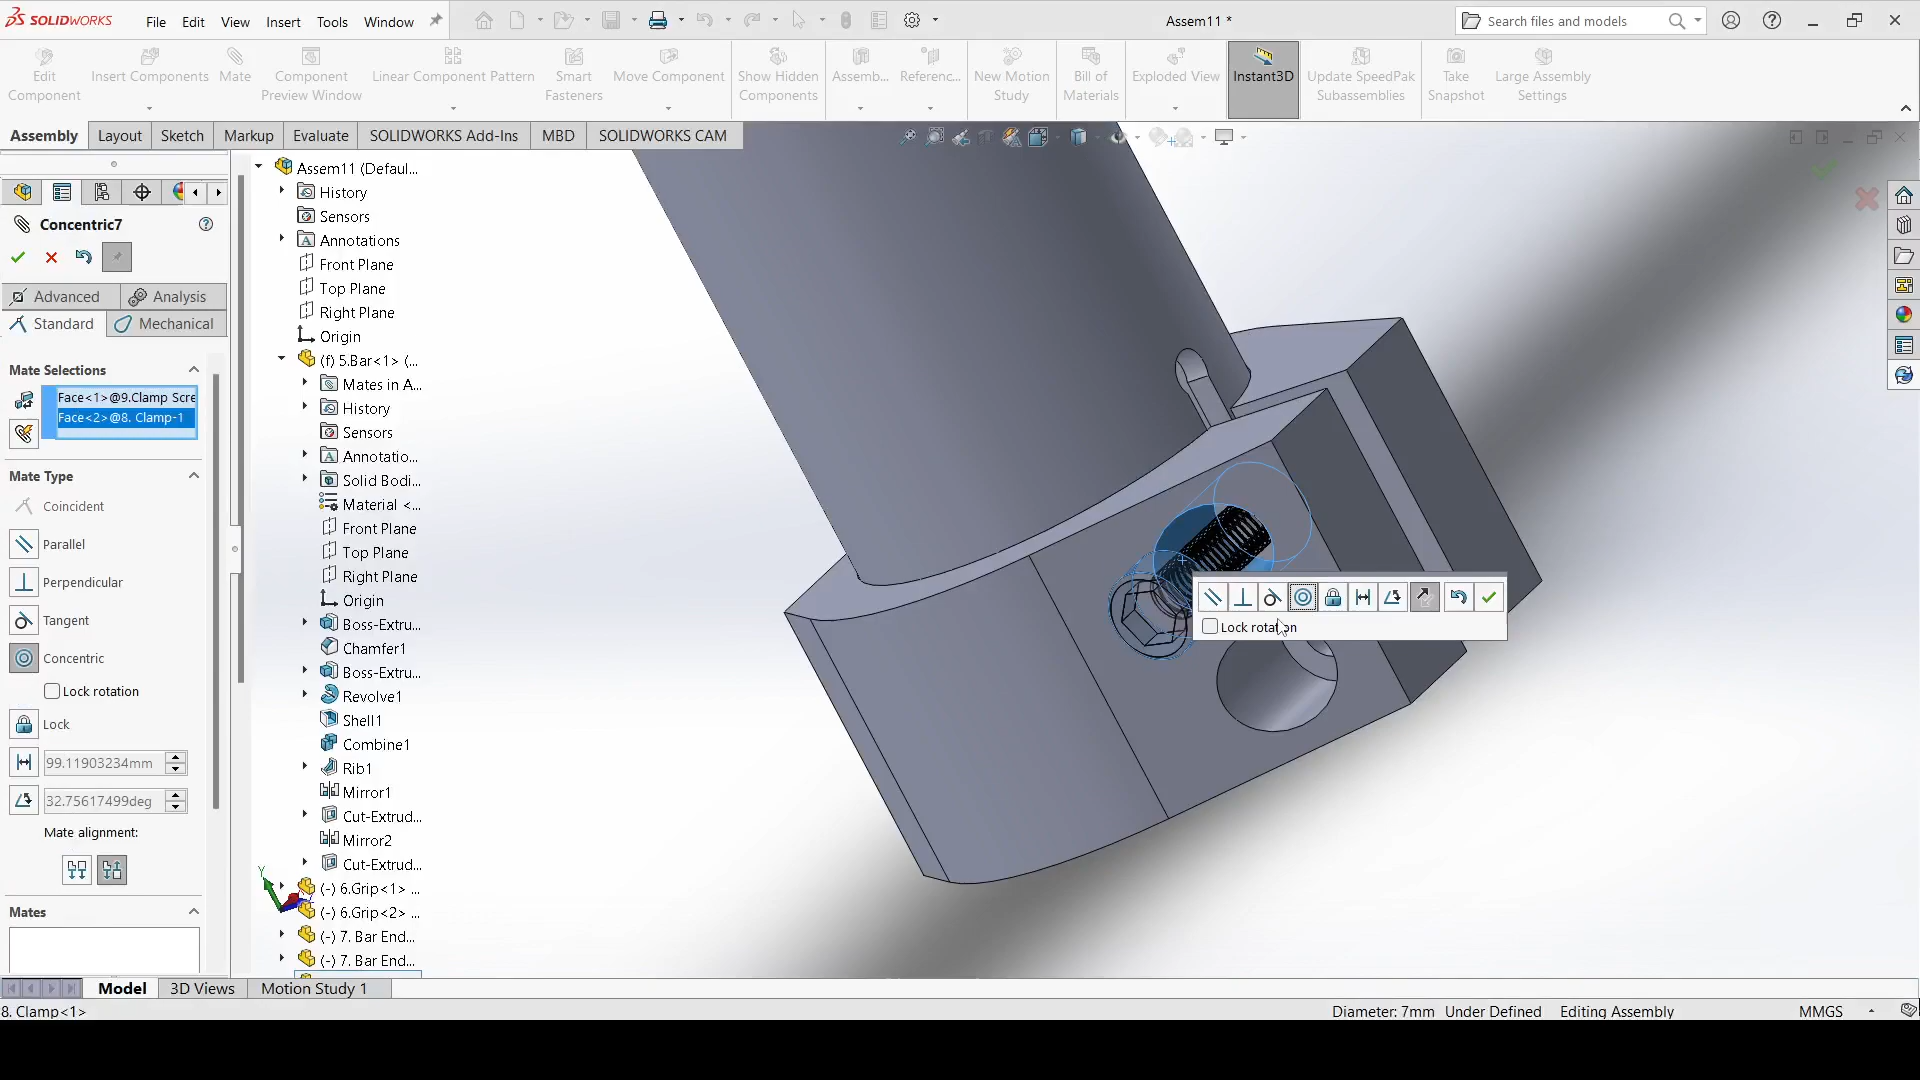 SOLIDWORKS File Edit View Insert Tools Window Assem11 * Search files and models
Edit Component
Insert Components
Mate
Component Preview Window
Linear Component Pattern
Smart Fasteners
Move Component
Show Hidden Components
Assemb...
Referenc...
New Motion Study
Bill of Materials
Exploded View
Instant3D
Update SpeedPak Subassemblies
Take Snapshot
Large Assembly Settings
Assembly Layout Sketch Markup Evaluate SOLIDWORKS Add-Ins MBD SOLIDWORKS CAM
Concentric7
Advanced Analysis
Standard Mechanical
Mate Selections
Face<1>@9.Clamp Scre
Face<2>@8. Clamp-1
Mate Type
Coincident
Parallel
Perpendicular
Tangent
Concentric
Lock rotation
Lock
99.11903234mm
32.75617499deg
Mate alignment:
Mates
Assem11 (Defaul...
History
Sensors
Annotations
Front Plane
Top Plane
Right Plane
Origin
(f) 5.Bar<1> (...
Mates in A...
History
Sensors
Annotatio...
Solid Bodi...
Material <...
Front Plane
Top Plane
Right Plane
Origin
Boss-Extru...
Chamfer1
Boss-Extru...
Revolve1
Shell1
Combine1
Rib1
Mirror1
Cut-Extrud...
Mirror2
Cut-Extrud...
(-) 6.Grip<1> ...
(-) 6.Grip<2> ...
(-) 7. Bar End...
(-) 7. Bar End...
Y
Lock rotation
Model 3D Views Motion Study 1
8. Clamp<1> Diameter: 7mm Under Defined Editing Assembly MMGS